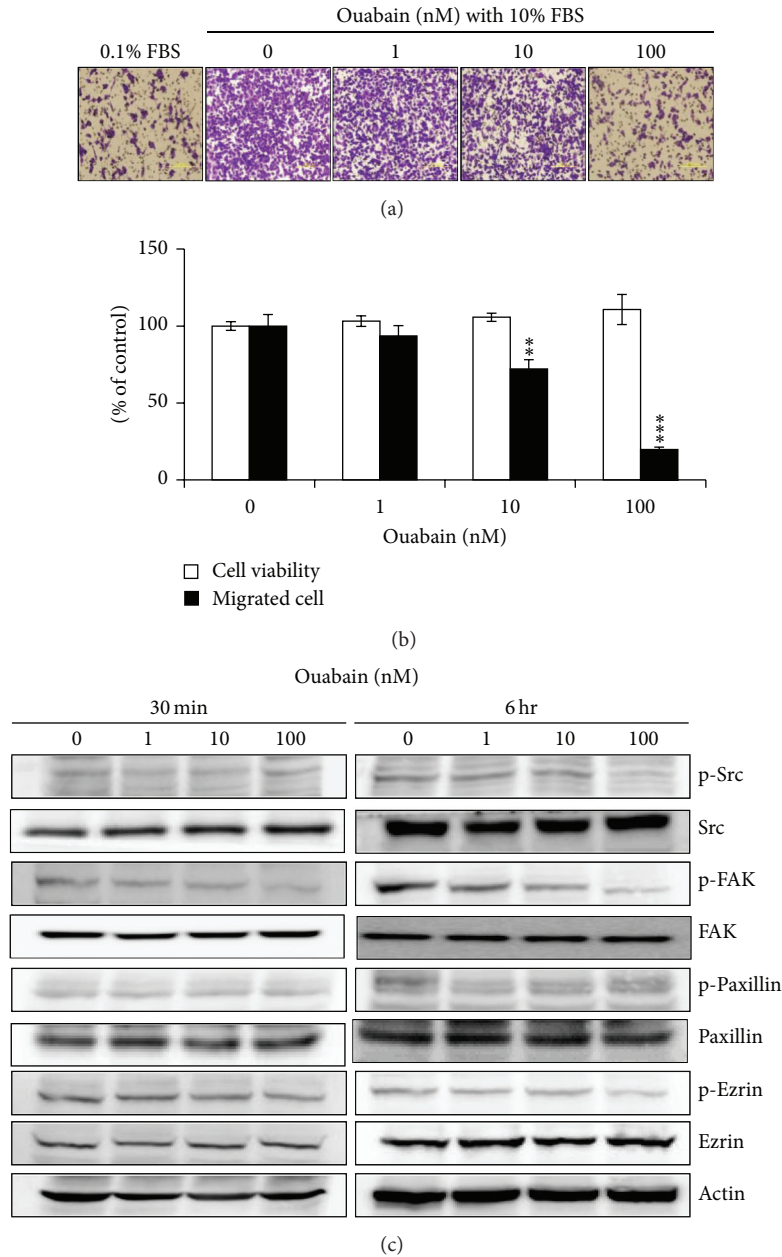 Ouabain (nM) with 10% FBS
0.1% FBS 0 1 10 100
(a)
150
100
50
0
(% of control)
** ***
0 1 10 100
Ouabain (nM)
Cell viability
Migrated cell
(b)
Ouabain (nM)
30 min 6 hr
0 1 10 100 0 1 10 100
p-Src
Src
p-FAK
FAK
p-Paxillin
Paxillin
p-Ezrin
Ezrin
Actin
(c)